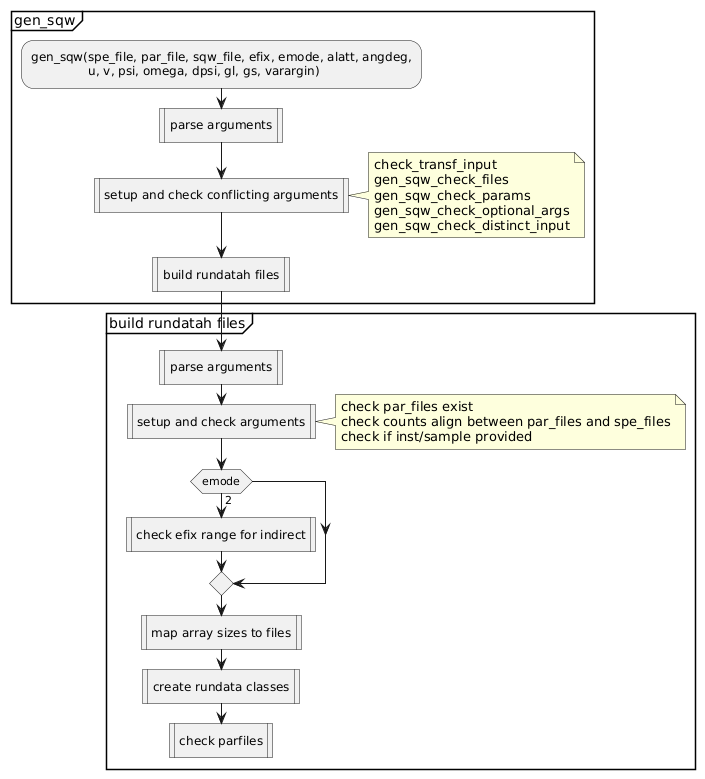 gen_sqw
gen_sqw(spe_file, par_file, sqw_file, efix, emode, alatt, angdeg,
u, v, psi, omega, dpsi, gl, gs, varargin)
parse arguments
setup and check conflicting arguments
check_transf_input
gen_sqw_check_files
gen_sqw_check_params
gen_sqw_check_optional_args
gen_sqw_check_distinct_input
build rundatah files
build rundatah files
parse arguments
setup and check arguments
check par_files exist
check counts align between par_files and spe_files
check if inst/sample provided
emode
2
check efix range for indirect
map array sizes to files
create rundata classes
check parfiles